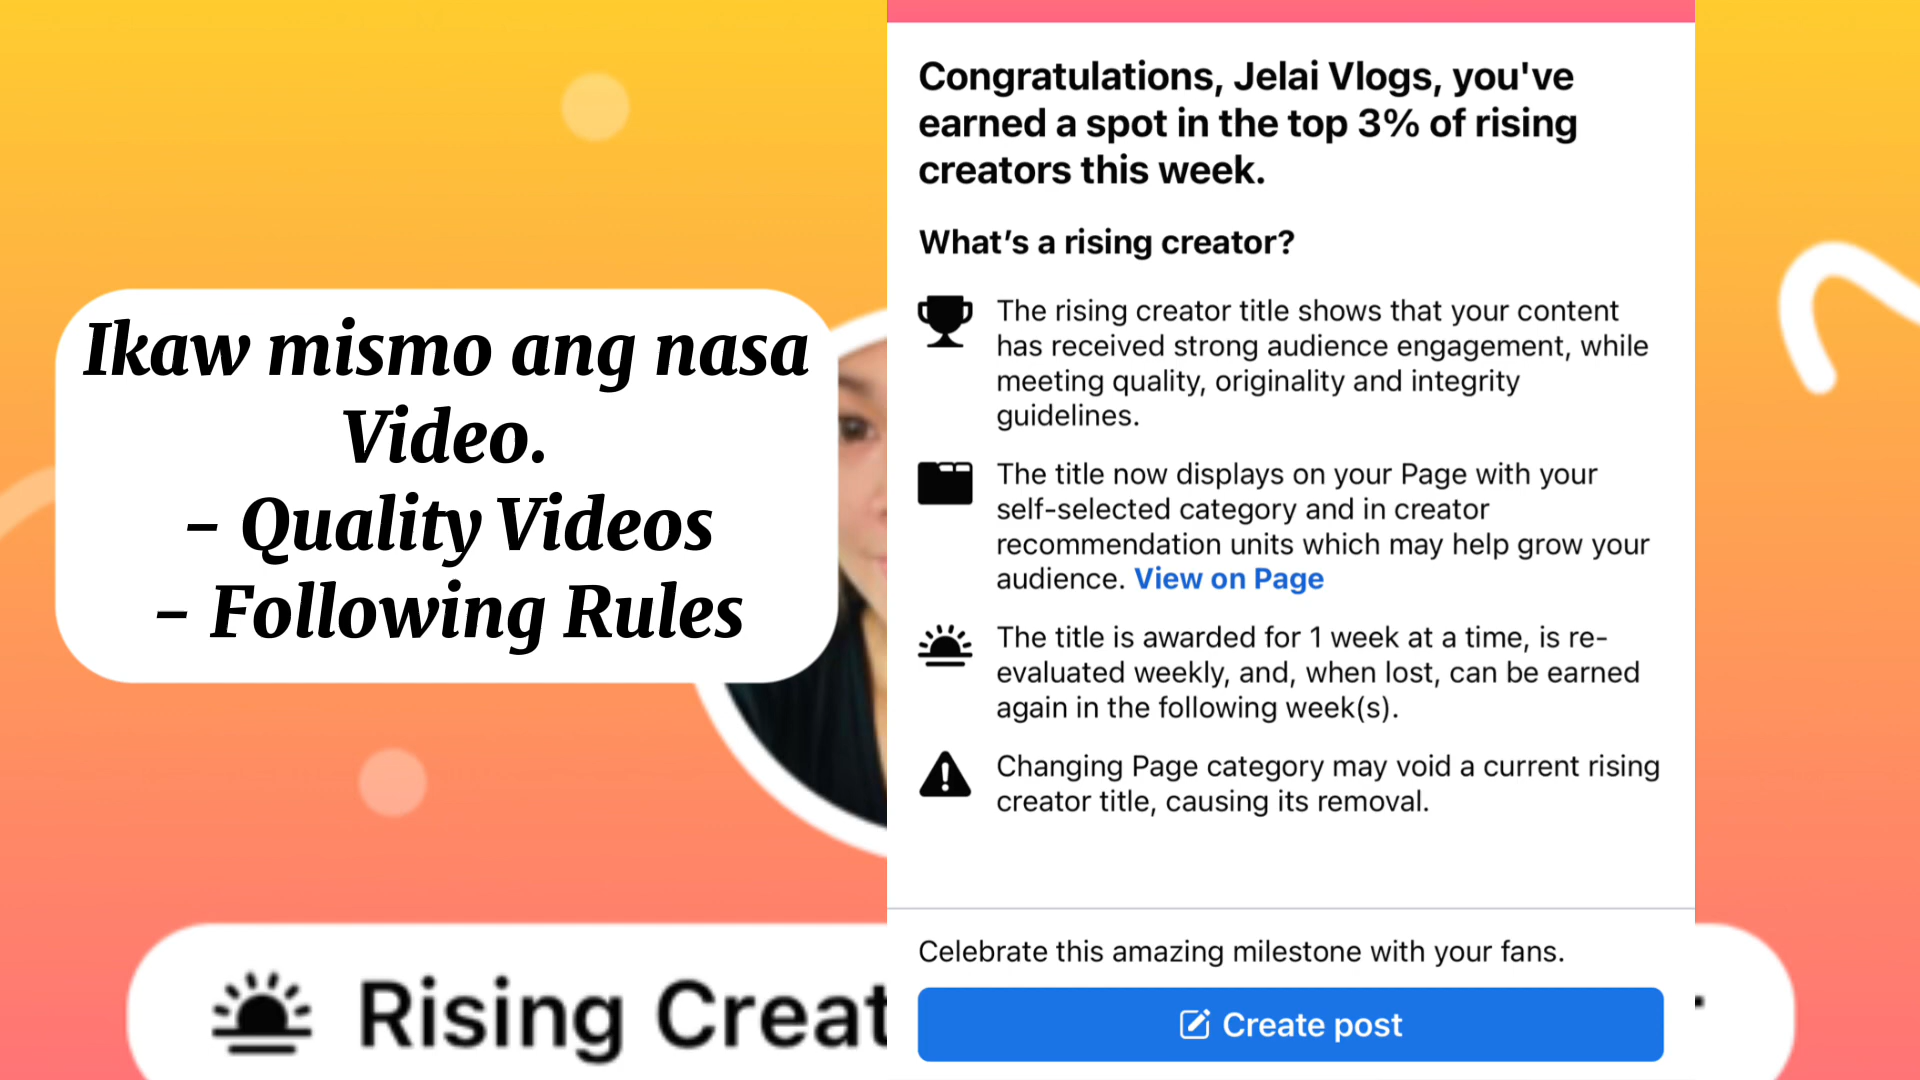 Ikaw mismo ang nasa
Video.
- Quality Videos
- Following Rules
Congratulations, Jelai Vlogs, you've
earned a spot in the top 3% of rising
creators this week.
What's a rising creator?
The rising creator title shows that your content
has received strong audience engagement, while
meeting quality, originality and integrity
guidelines.
The title now displays on your Page with your
self-selected category and in creator
recommendation units which may help grow your
audience. View on Page
The title is awarded for 1 week at a time, is re-
evaluated weekly, and, when lost, can be earned
again in the following week(s).
Changing Page category may void a current rising
creator title, causing its removal.
Celebrate this amazing milestone with your fans.
Create post
Rising Creat